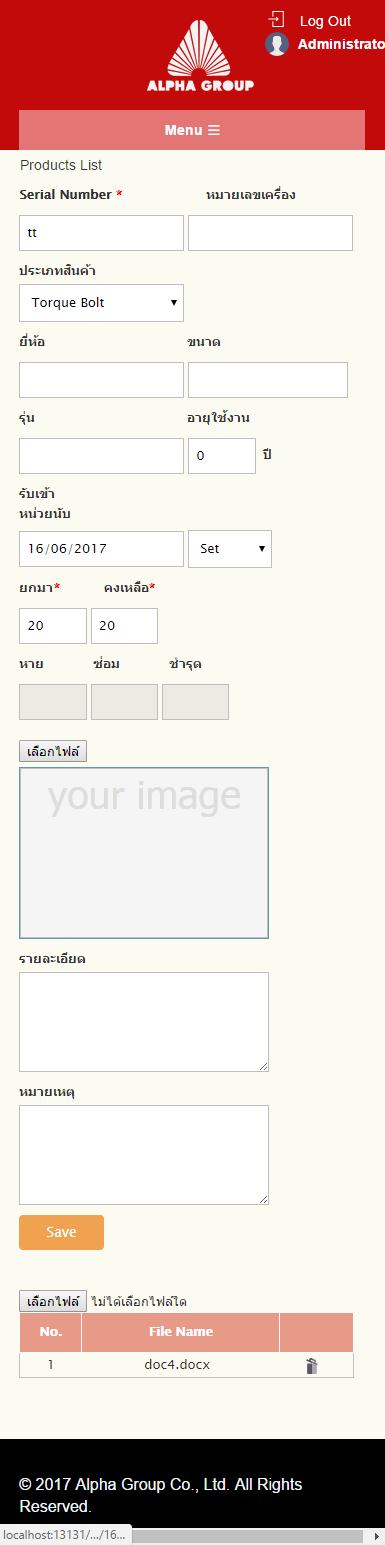 Log Out
Administrato
ALPHA GROUP
Menu ☰
Products List
Serial Number * หมายเลขเครื่อง
tt
ประเภทสินค้า
Torque Bolt
ยี่ห้อ ขนาด
รุ่น อายุใช้งาน
0 ปี
รับเข้า
หน่วยนับ
16/06/2017 Set
ยกมา* คงเหลือ*
20 20
หาย ซ่อม ชำรุด
เลือกไฟล์
your image
รายละเอียด
หมายเหตุ
Save
เลือกไฟล์ ไม่ได้เลือกไฟล์ใด
No. File Name
1 doc4.docx
© 2017 Alpha Group Co., Ltd. All Rights
Reserved.
localhost:13131/.../16...